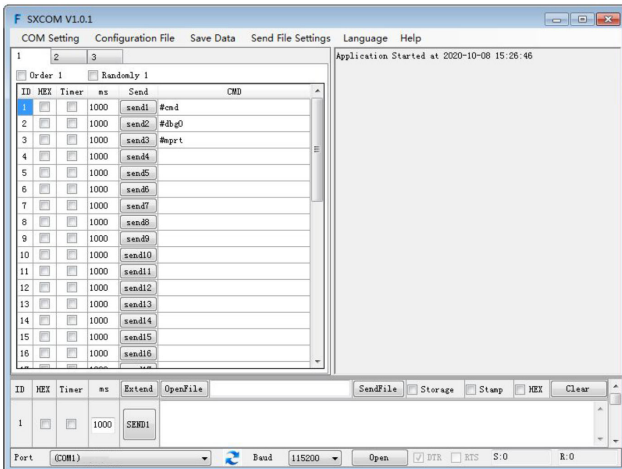 F SXCOM V1.0.1
COM Setting Configuration File Save Data Send File Settings Language Help
1 2 3
Order 1 Randomly 1
ID HEX Timer ms Send CMD
1 1000 send1 #cmd
2 1000 send2 #dbg0
3 1000 send3 #mprt
4 1000 send4
5 1000 send5
6 1000 send6
7 1000 send7
8 1000 send8
9 1000 send9
10 1000 send10
11 1000 send11
12 1000 send12
13 1000 send13
14 1000 send14
15 1000 send15
16 1000 send16
Application Started at 2020-10-08 15:26:46
ID HEX Timer ms Extend OpenFile SendFile Storage Stamp HEX Clear
1 1000 SEND1
Port (COM1) Baud 115200 Open DTR RTS S:0 R:0